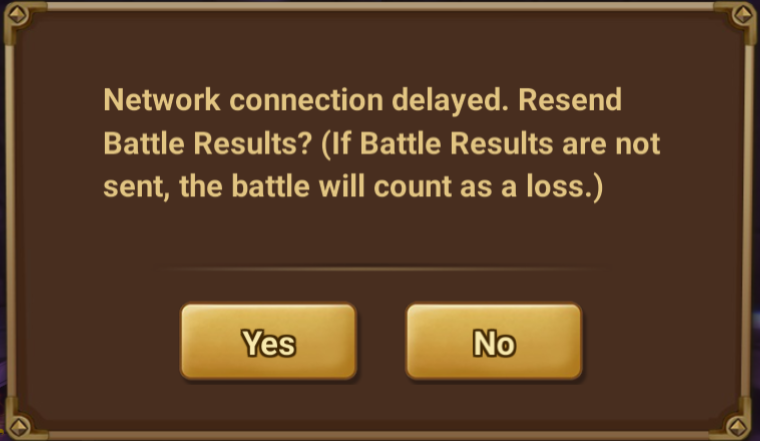 Network connection delayed. Resend
Battle Results? (If Battle Results are not
sent, the battle will count as a loss.)
Yes
No